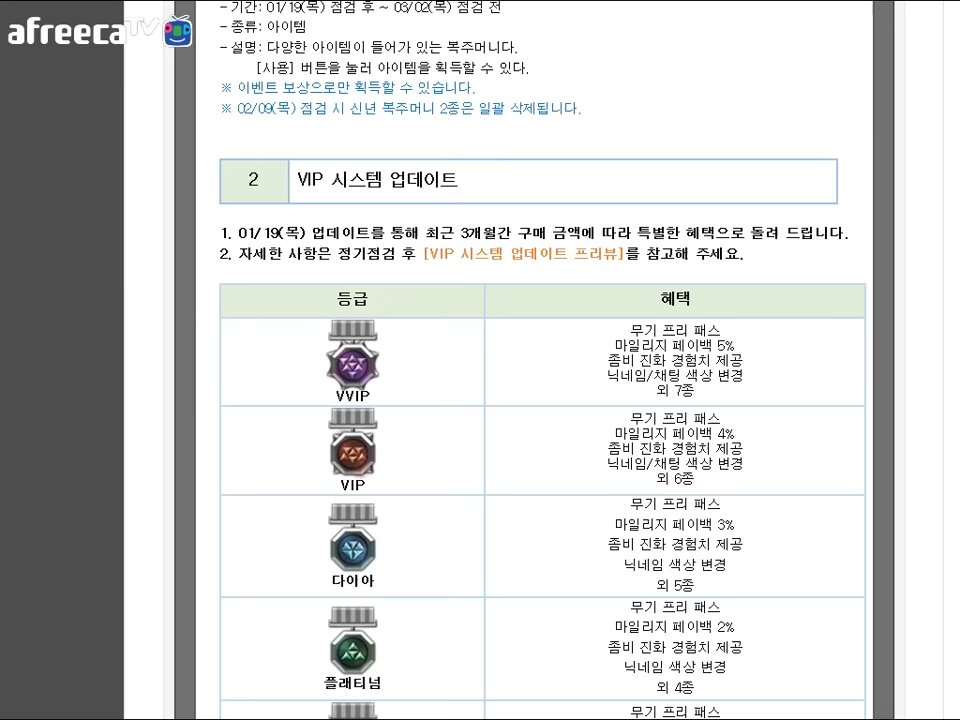 afreecaTV
- 기간: 01/19(목) 점검 후 ~ 03/02(목) 점검 전
- 종류: 아이템
- 설명: 다양한 아이템이 들어가 있는 복주머니다.
[사용] 버튼을 눌러 아이템을 획득할 수 있다.
※ 이벤트 보상으로만 획득할 수 있습니다.
※ 02/09(목) 점검 시 신년 복주머니 2종은 일괄 삭제됩니다.
2 VIP 시스템 업데이트
1. 01/19(목) 업데이트를 통해 최근 3개월간 구매 금액에 따라 특별한 혜택으로 돌려 드립니다.
2. 자세한 사항은 정기점검 후 [VIP 시스템 업데이트 프리뷰]를 참고해 주세요.
등급 혜택
VVIP
무기 프리 패스
마일리지 페이백 5%
좀비 진화 경험치 제공
닉네임/채팅 색상 변경
외 7종
VIP
무기 프리 패스
마일리지 페이백 4%
좀비 진화 경험치 제공
닉네임/채팅 색상 변경
외 6종
다이아
무기 프리 패스
마일리지 페이백 3%
좀비 진화 경험치 제공
닉네임 색상 변경
외 5종
플래티넘
무기 프리 패스
마일리지 페이백 2%
좀비 진화 경험치 제공
닉네임 색상 변경
외 4종
무기 프리 패스